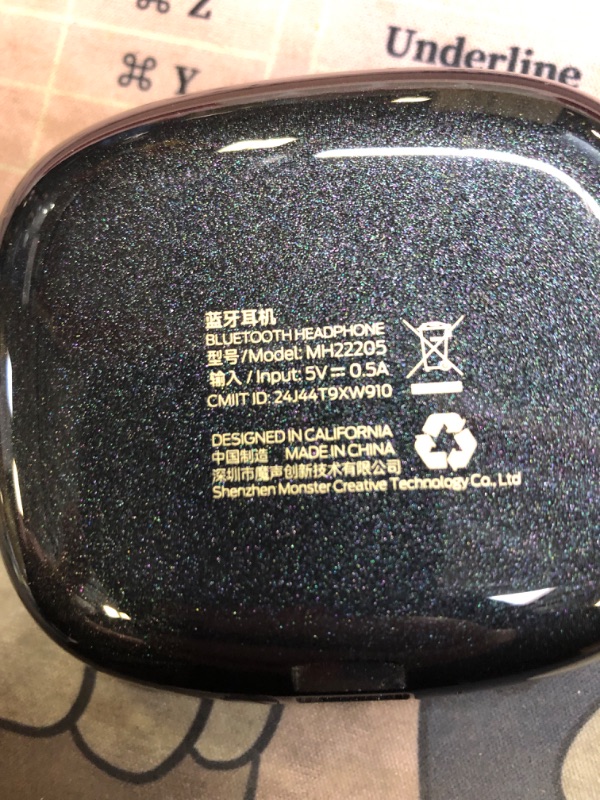 ⌘ Z
Underline
⌘ Y
蓝牙耳机
BLUETOOTH HEADPHONE
型号/Model: MH22205
输入/Input: 5V⎓0.5A
CMIIT ID: 24J44T9XW910
DESIGNED IN CALIFORNIA
中国制造 MADE IN CHINA
深圳市魔声创新技术有限公司
Shenzhen Monster Creative Technology Co., Ltd